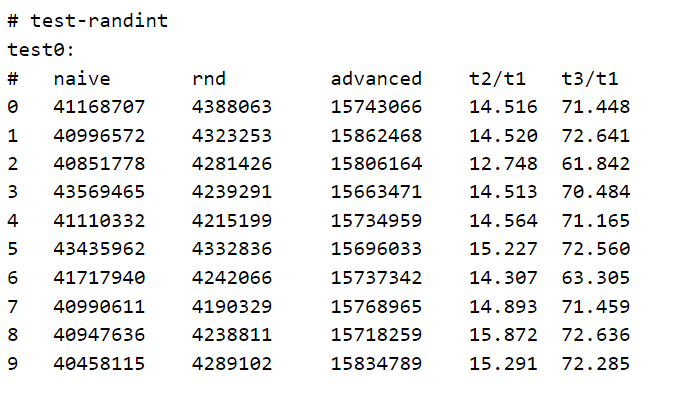 # test-randint
test0:
#   naive       rnd         advanced    t2/t1   t3/t1
0   41168707    4388063     15743066    14.516  71.448
1   40996572    4323253     15862468    14.520  72.641
2   40851778    4281426     15806164    12.748  61.842
3   43569465    4239291     15663471    14.513  70.484
4   41110332    4215199     15734959    14.564  71.165
5   43435962    4332836     15696033    15.227  72.560
6   41717940    4242066     15737342    14.307  63.305
7   40990611    4190329     15768965    14.893  71.459
8   40947636    4238811     15718259    15.872  72.636
9   40458115    4289102     15834789    15.291  72.285